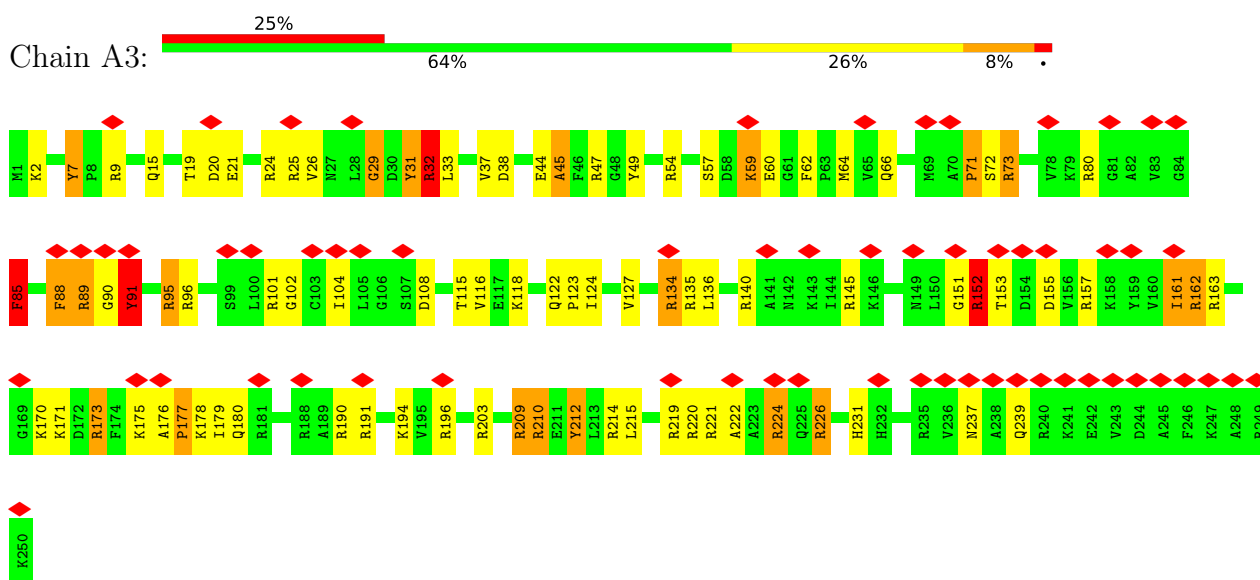 25%
Chain A3:
64% 26% 8% •
M1 K2 Y7 P8 R9 Q15 T19 D20 E21 R24 R25 V26 N27 L28 G29 D30 Y31 R32 L33 V37 D38 E44 A45 F46 R47 G48 Y49 R54 S57 D58 K59 E60 G61 F62 P63 M64 V65 Q66 M69 A70 P71 S72 R73 V78 K79 R80 G81 A82 V83 G84
F85 F88 R89 G90 Y91 R95 R96 S99 L100 R101 G102 C103 I104 L105 G106 S107 D108 T115 V116 E117 K118 Q122 P123 I124 V127 R134 R135 L136 R140 A141 N142 K143 I144 R145 K146 N149 L150 G151 R152 T153 D154 D155 V156 R157 K158 Y159 V160 I161 R162 R163
G169 K170 K171 D172 R173 F174 K175 A176 P177 K178 I179 Q180 R181 R188 A189 R190 R191 K194 V195 R196 R203 R209 R210 E211 Y212 L213 R214 L215 R219 R220 R221 A222 A223 R224 Q225 R226 H231 H232 R235 V236 N237 A238 Q239 R240 K241 E242 V243 D244 A245 F246 K247 A248
K250